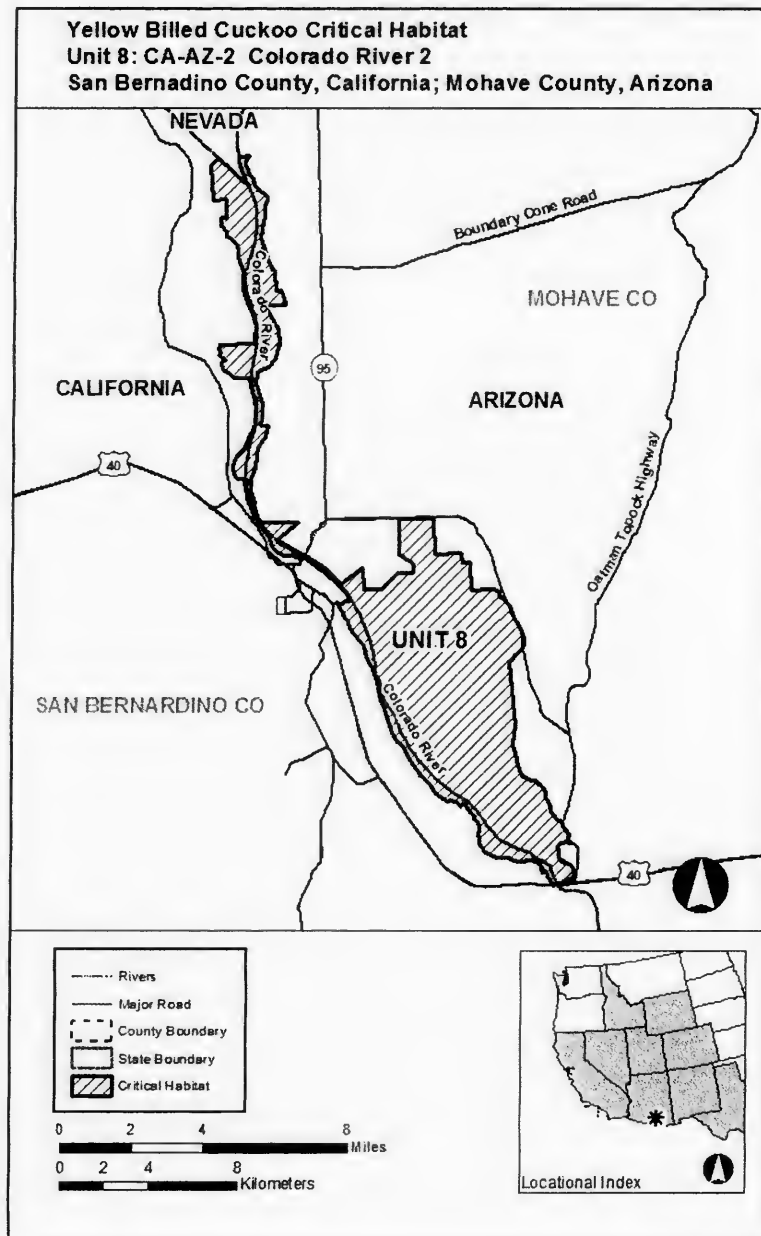 Yellow Billed Cuckoo Critical Habitat
Unit 8: CA-AZ-2 Colorado River 2
San Bernadino County, California; Mohave County, Arizona
NEVADA
Boundary Cone Road
Colorado River
MOHAVE CO
95
CALIFORNIA
ARIZONA
40
Oatman Topock Highway
UNIT 8
SAN BERNARDINO CO
Colorado River
40
Rivers
Major Road
County Boundary
State Boundary
Critical Habitat
0 2 4 8
Miles
0 2 4 8
Kilometers
Locational Index